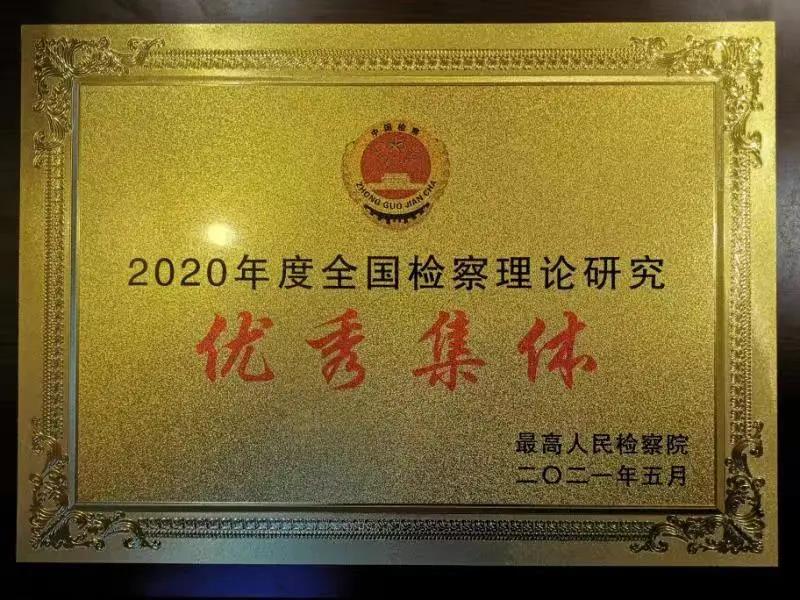 中国检察
ZHONG GUO JIAN CHA
2020年度全国检察理论研究
优秀集体
最高人民检察院
二〇二一年五月